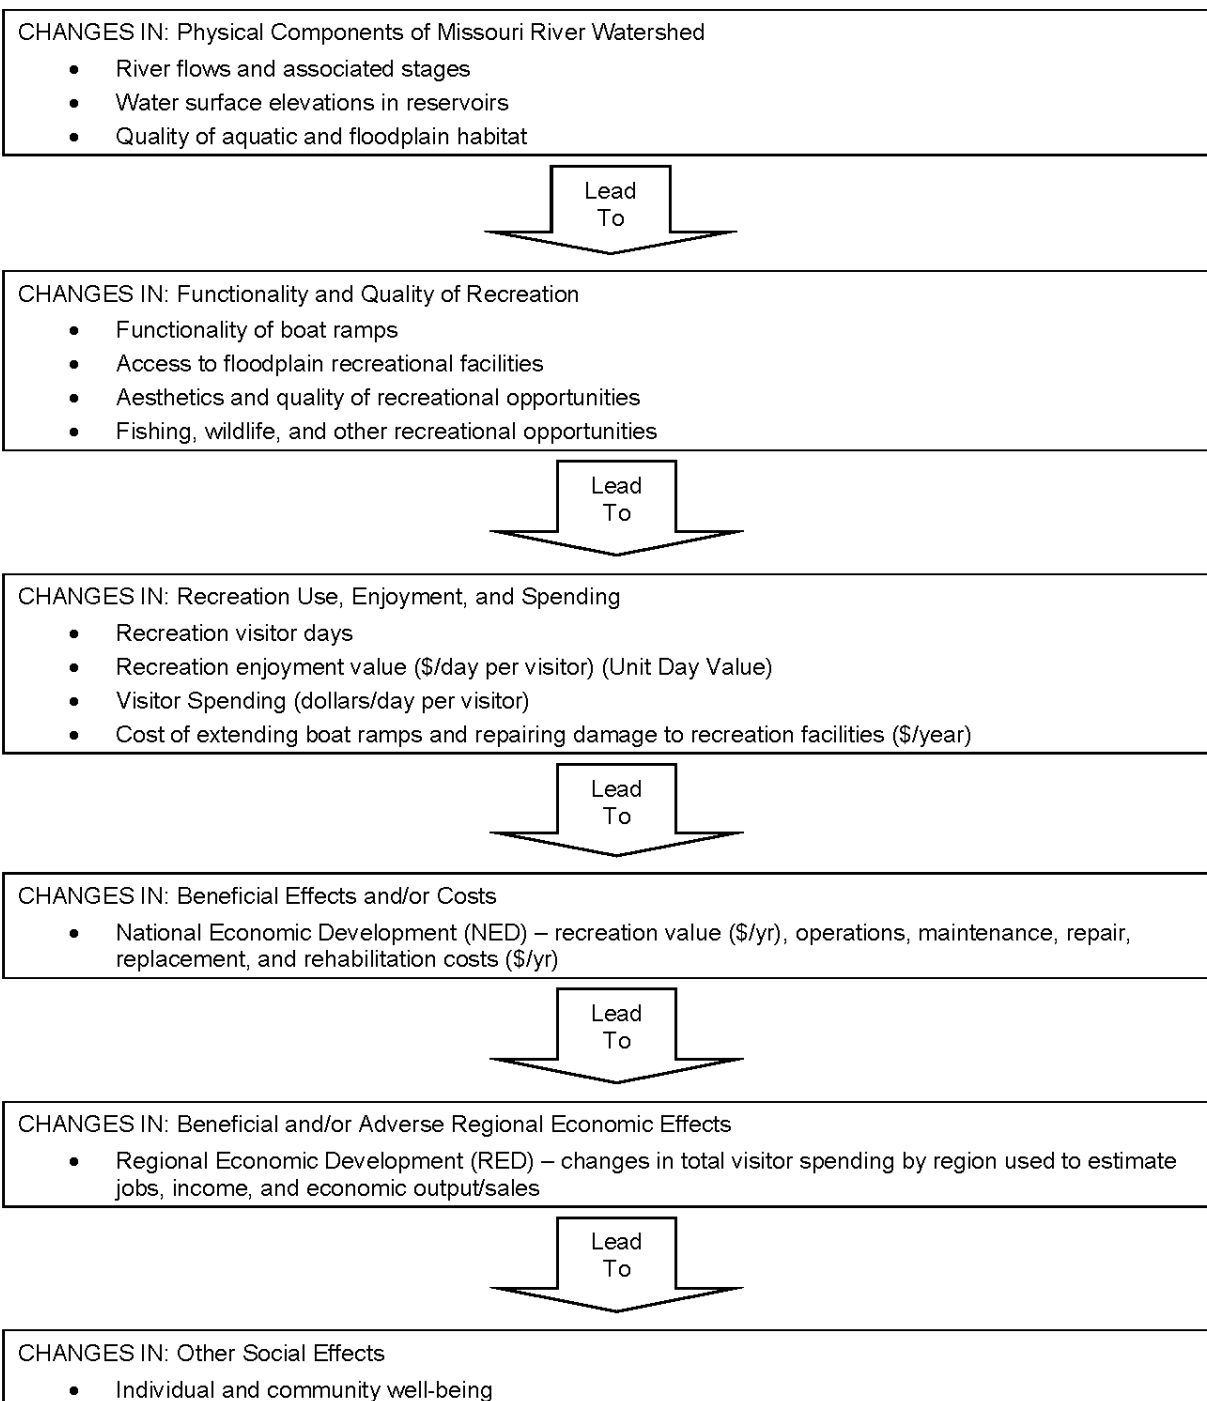 CHANGES IN: Physical Components of Missouri River Watershed
• River flows and associated stages
• Water surface elevations in reservoirs
• Quality of aquatic and floodplain habitat
Lead
To
CHANGES IN: Functionality and Quality of Recreation
• Functionality of boat ramps
• Access to floodplain recreational facilities
• Aesthetics and quality of recreational opportunities
• Fishing, wildlife, and other recreational opportunities
Lead
To
CHANGES IN: Recreation Use, Enjoyment, and Spending
• Recreation visitor days
• Recreation enjoyment value ($/day per visitor) (Unit Day Value)
• Visitor Spending (dollars/day per visitor)
• Cost of extending boat ramps and repairing damage to recreation facilities ($/year)
Lead
To
CHANGES IN: Beneficial Effects and/or Costs
• National Economic Development (NED) – recreation value ($/yr), operations, maintenance, repair,
replacement, and rehabilitation costs ($/yr)
Lead
To
CHANGES IN: Beneficial and/or Adverse Regional Economic Effects
• Regional Economic Development (RED) – changes in total visitor spending by region used to estimate
jobs, income, and economic output/sales
Lead
To
CHANGES IN: Other Social Effects
• Individual and community well-being